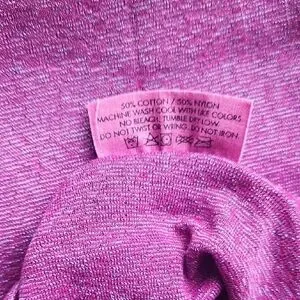 50% COTTON / 50% NYLON
MACHINE WASH COOL WITH LIKE COLORS.
NO BLEACH. TUMBLE DRY LOW.
DO NOT TWIST OR WRING. DO NOT IRON.